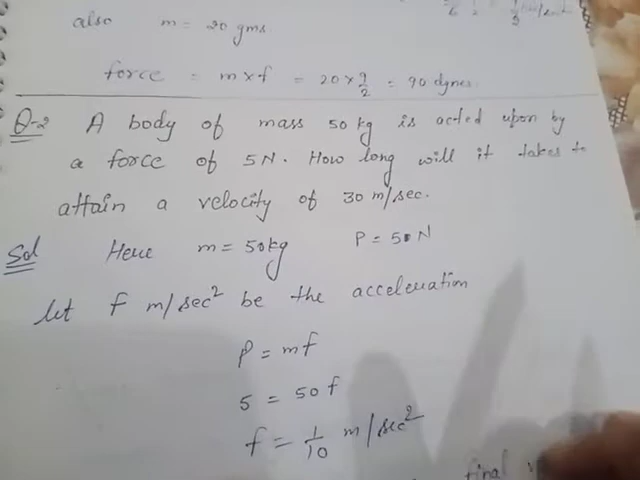 also m = 20 gms
force = m x f = 20 x 9/2 = 90 dynes.
Q-2 A body of mass 50 kg is acted upon by
a force of 5N. How long will it takes to
attain a velocity of 30 m/sec.
Sol Here m = 50kg P = 5 N
let f m/sec² be the acceleration
P = mf
5 = 50 f
f = 1/10 m/sec²
final